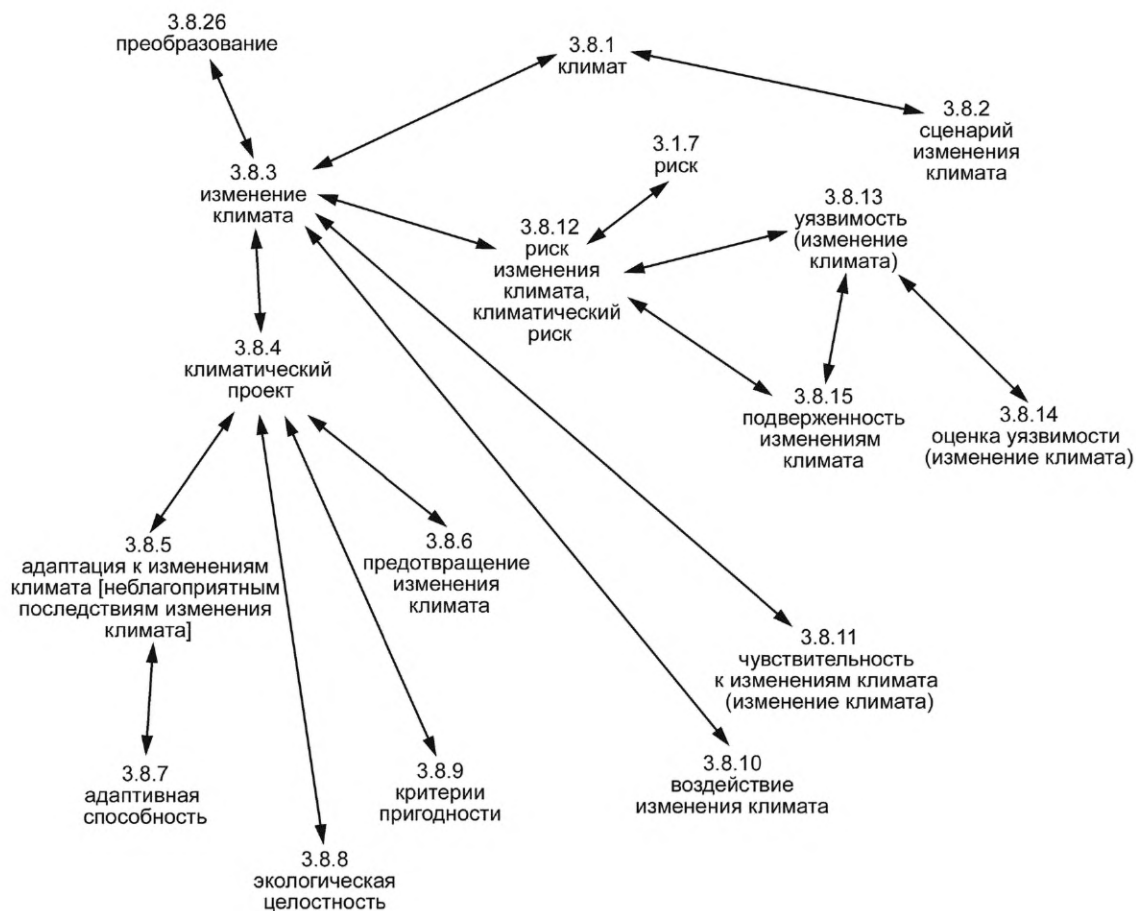 3.8.26
преобразование
3.8.1
климат
3.8.2
сценарий
изменения
климата
3.1.7
риск
3.8.3
изменение
климата
3.8.13
уязвимость
(изменение
климата)
3.8.12
риск
изменения
климата,
климатический
риск
3.8.4
климатический
проект
3.8.15
подверженность
изменениям
климата
3.8.14
оценка уязвимости
(изменение климата)
3.8.5
адаптация к изменениям
климата [неблагоприятным
последствиям изменения
климата]
3.8.6
предотвращение
изменения
климата
3.8.11
чувствительность
к изменениям климата
(изменение климата)
3.8.7
адаптивная
способность
3.8.9
критерии
пригодности
3.8.10
воздействие
изменения климата
3.8.8
экологическая
целостность